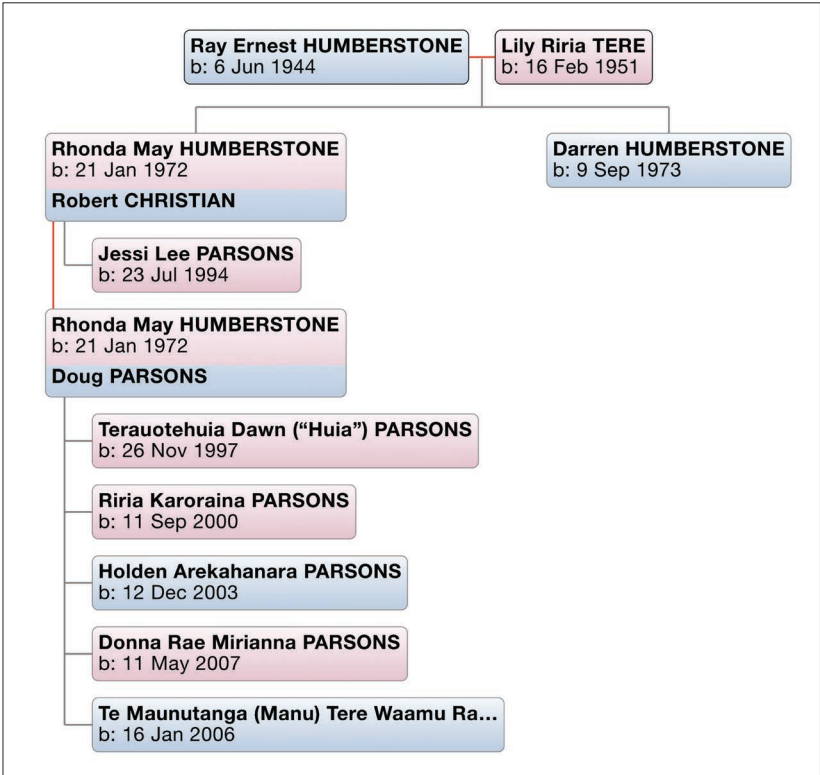 Ray Ernest HUMBERSTONE
b: 6 Jun 1944
Lily Riria TERE
b: 16 Feb 1951
Rhonda May HUMBERSTONE
b: 21 Jan 1972
Robert CHRISTIAN
Darren HUMBERSTONE
b: 9 Sep 1973
Jessi Lee PARSONS
b: 23 Jul 1994
Rhonda May HUMBERSTONE
b: 21 Jan 1972
Doug PARSONS
Terauotehuia Dawn (“Huia”) PARSONS
b: 26 Nov 1997
Riria Karoraina PARSONS
b: 11 Sep 2000
Holden Arekahanara PARSONS
b: 12 Dec 2003
Donna Rae Mirianna PARSONS
b: 11 May 2007
Te Maunutanga (Manu) Tere Waamu Ra...
b: 16 Jan 2006